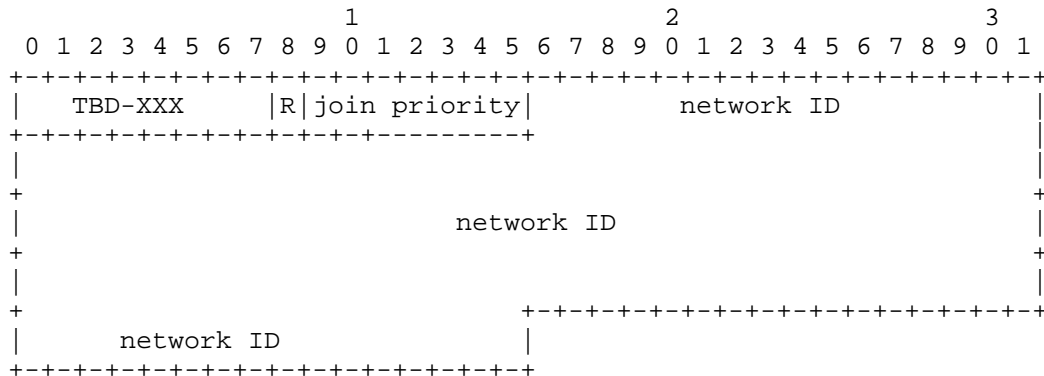 1                   2                   3
 0 1 2 3 4 5 6 7 8 9 0 1 2 3 4 5 6 7 8 9 0 1 2 3 4 5 6 7 8 9 0 1
+-+-+-+-+-+-+-+-+-+-+-+-+-+-+-+-+-+-+-+-+-+-+-+-+-+-+-+-+-+-+-+-+
|   TBD-XXX     |R|join priority|         network ID            |
+-+-+-+-+-+-+-+-+-+-+-+---------+                               |
|                                                               |
+                                                               +
|                           network ID                          |
+                                                               +
|                                                               |
+                               +-+-+-+-+-+-+-+-+-+-+-+-+-+-+-+-+
|      network ID               |
+-+-+-+-+-+-+-+-+-+-+-+-+-+-+-+-+